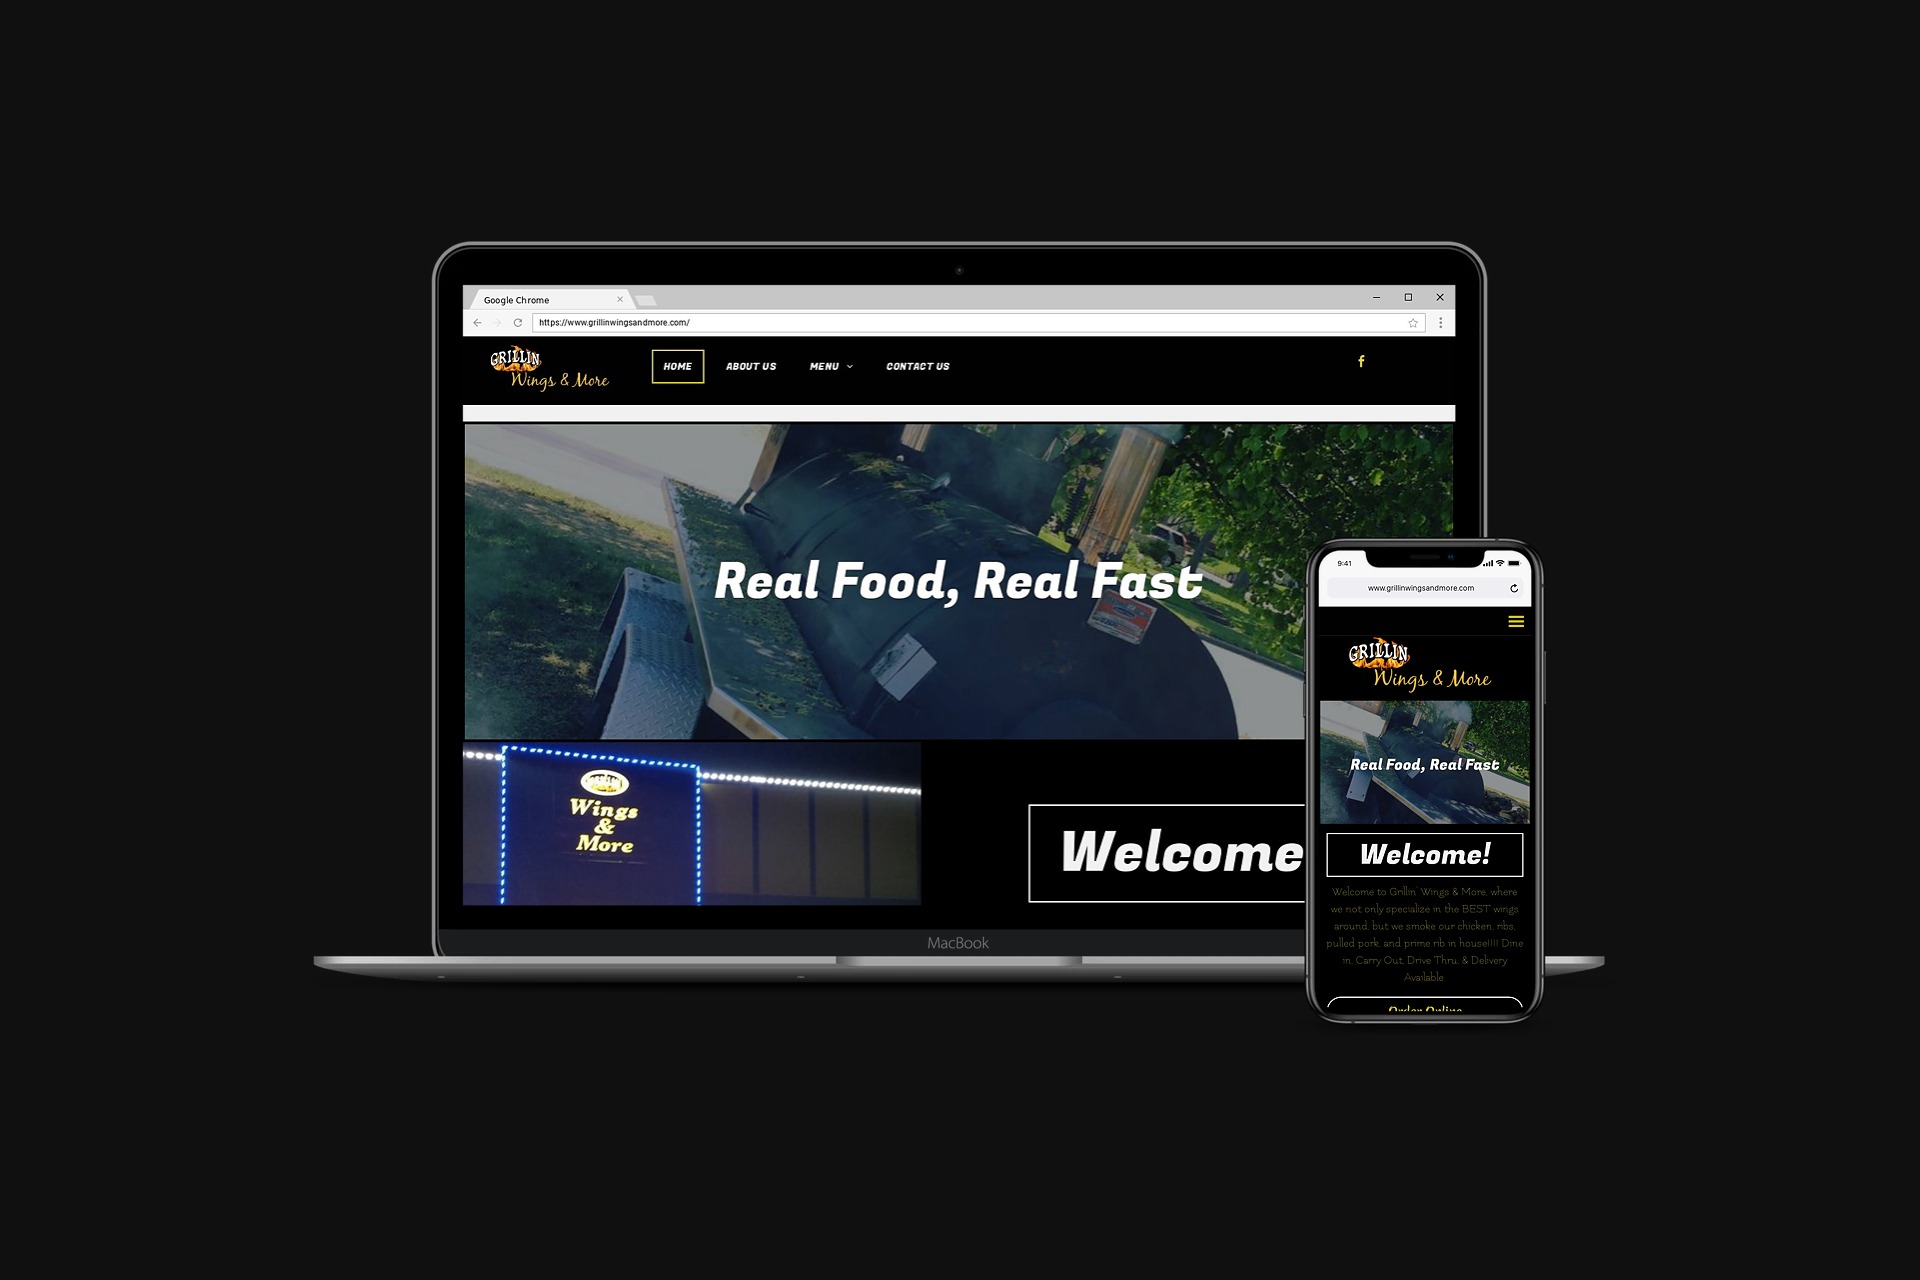 Google Chrome
https://www.grillinwingsandmore.com/
GRILLIN
Wings & More
HOME
ABOUT US
MENU
CONTACT US
f
Real Food, Real Fast
Wings
&
More
Welcome
MacBook
9:41
www.grillinwingsandmore.com
GRILLIN
Wings & More
Real Food, Real Fast
Welcome!
Welcome to Grillin' Wings & More, where
we not only specialize in the BEST wings
around, but we smoke our chicken, ribs,
pulled pork, and prime rib in house!!!! Dine
in, Carry Out, Drive Thru, & Delivery
Available
Order Online